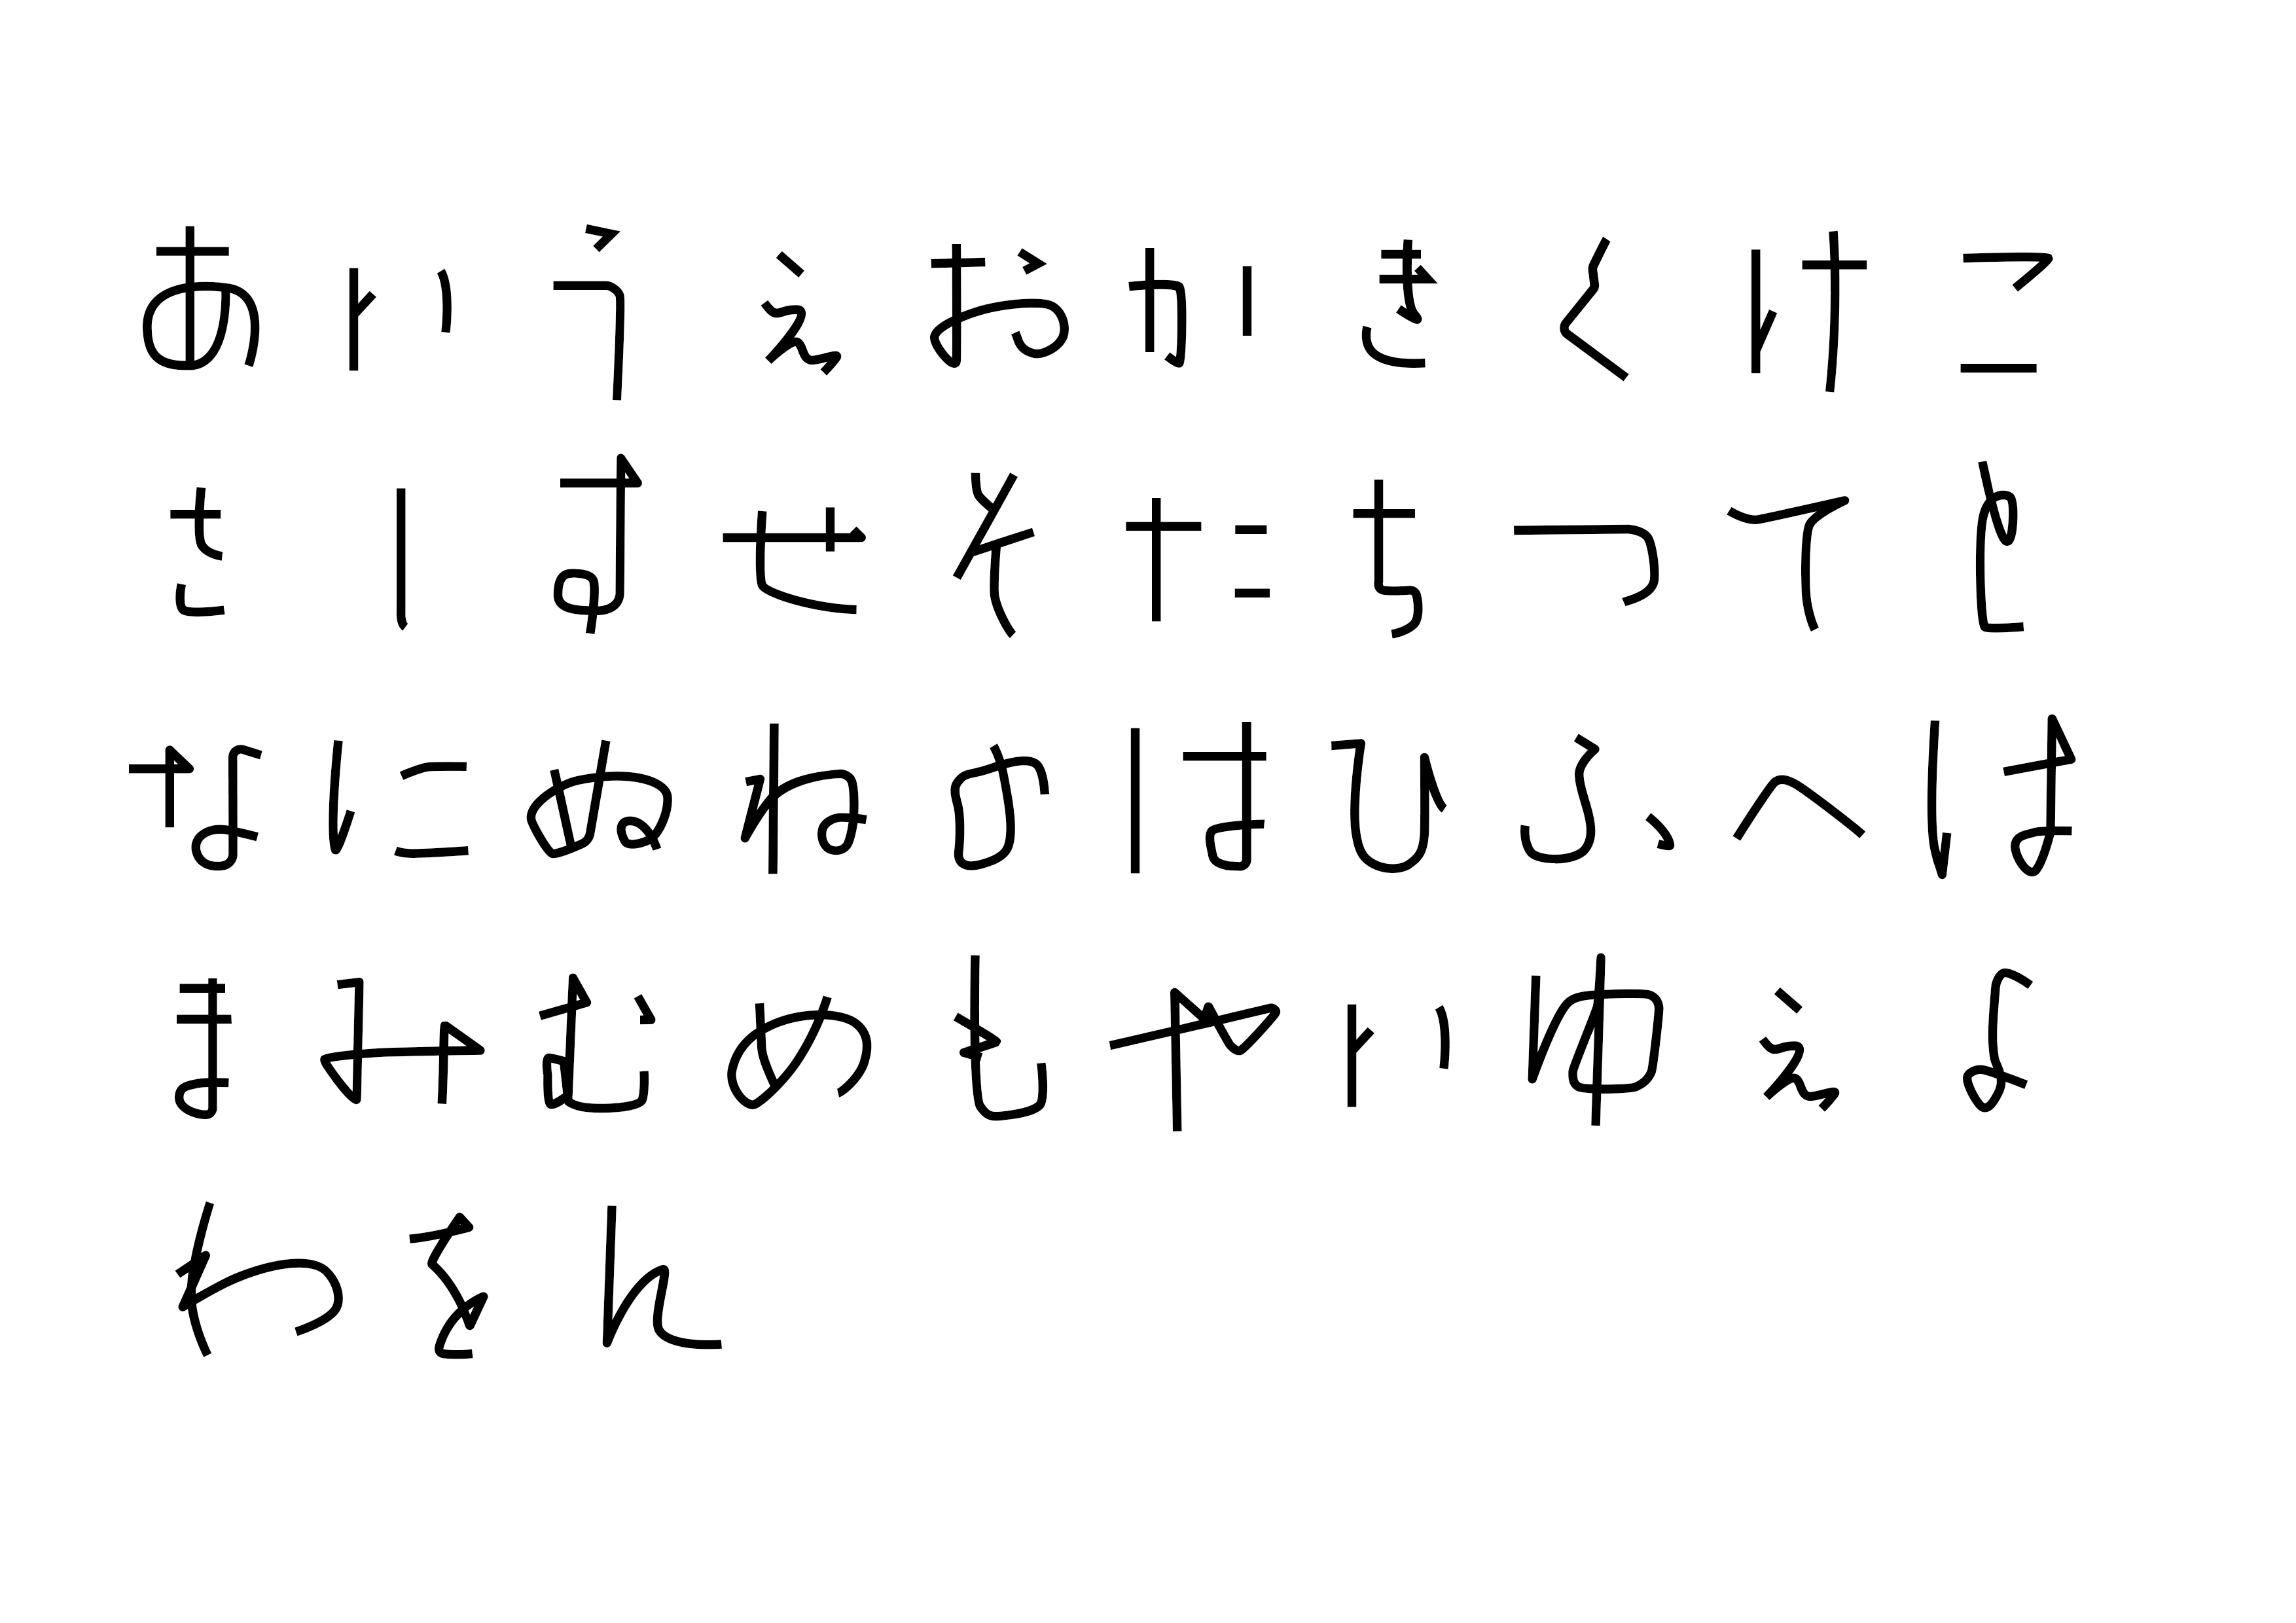 あいうえおかきくけこ
さしすせそたちつてと
なにぬねのはひふへほ
まみむめもやいゆえよ
わをん